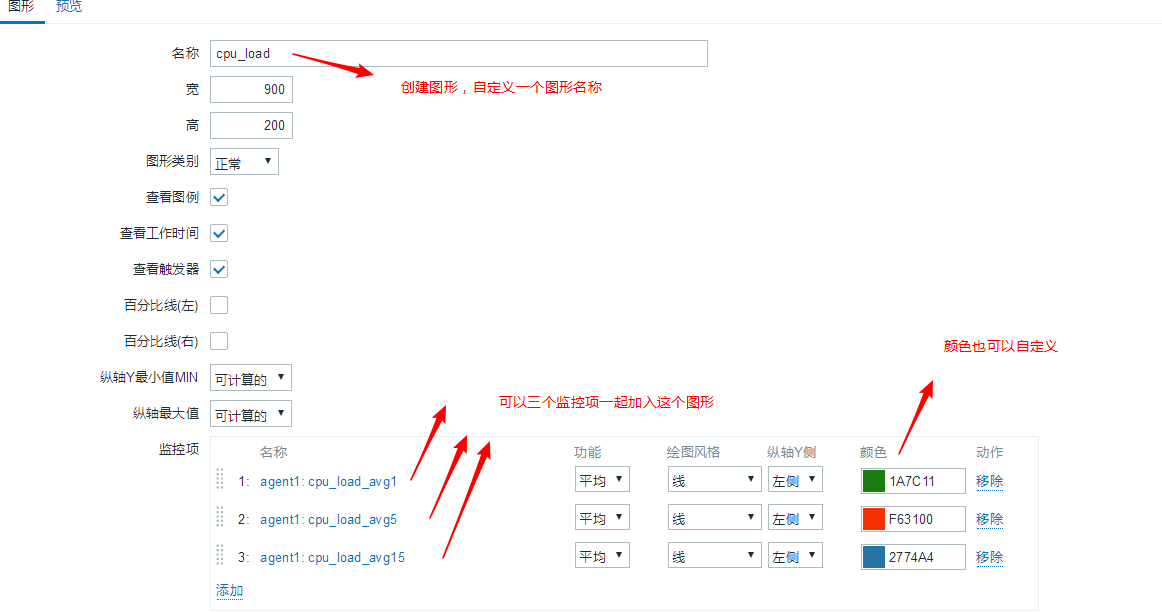 图形 预览
名称 cpu_load
创建图形，自定义一个图形名称
宽 900
高 200
图形类别 正常
查看图例
查看工作时间
查看触发器
百分比线(左)
百分比线(右)
颜色也可以自定义
纵轴Y最小值MIN 可计算的
可以三个监控项一起加入这个图形
纵轴最大值 可计算的
监控项 名称 功能 绘图风格 纵轴Y侧 颜色 动作
1: agent1: cpu_load_avg1 平均 线 左侧 1A7C11 移除
2: agent1: cpu_load_avg5 平均 线 左侧 F63100 移除
3: agent1: cpu_load_avg15 平均 线 左侧 2774A4 移除
添加